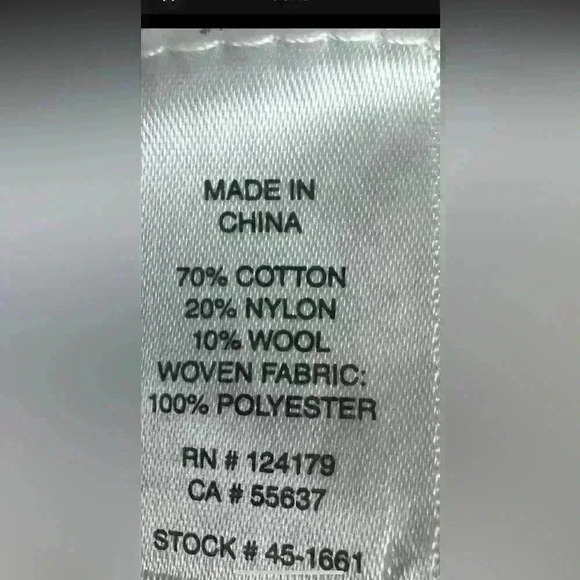 MADE IN
CHINA
70% COTTON
20% NYLON
10% WOOL
WOVEN FABRIC:
100% POLYESTER
RN # 124179
CA # 55637
STOCK # 45-1661